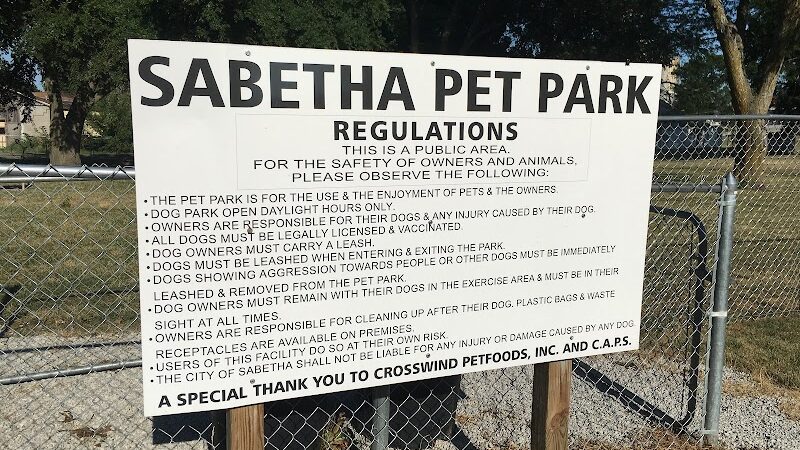 SABETHA PET PARK
REGULATIONS
THIS IS A PUBLIC AREA.
FOR THE SAFETY OF OWNERS AND ANIMALS,
PLEASE OBSERVE THE FOLLOWING:
• THE PET PARK IS FOR THE USE & THE ENJOYMENT OF PETS & THE OWNERS.
• DOG PARK OPEN DAYLIGHT HOURS ONLY.
• OWNERS ARE RESPONSIBLE FOR THEIR DOGS & ANY INJURY CAUSED BY THEIR DOG.
• ALL DOGS MUST BE LEGALLY LICENSED & VACCINATED.
• DOG OWNERS MUST CARRY A LEASH.
• DOGS MUST BE LEASHED WHEN ENTERING & EXITING THE PARK.
• DOGS SHOWING AGGRESSION TOWARDS PEOPLE OR OTHER DOGS MUST BE IMMEDIATELY
LEASHED & REMOVED FROM THE PET PARK.
• DOG OWNERS MUST REMAIN WITH THEIR DOGS IN THE EXERCISE AREA & MUST BE IN THEIR
SIGHT AT ALL TIMES.
• OWNERS ARE RESPONSIBLE FOR CLEANING UP AFTER THEIR DOG. PLASTIC BAGS & WASTE
RECEPTACLES ARE AVAILABLE ON PREMISES.
• USERS OF THIS FACILITY DO SO AT THEIR OWN RISK.
• THE CITY OF SABETHA SHALL NOT BE LIABLE FOR ANY INJURY OR DAMAGE CAUSED BY ANY DOG.
A SPECIAL THANK YOU TO CROSSWIND PETFOODS, INC. AND C.A.P.S.